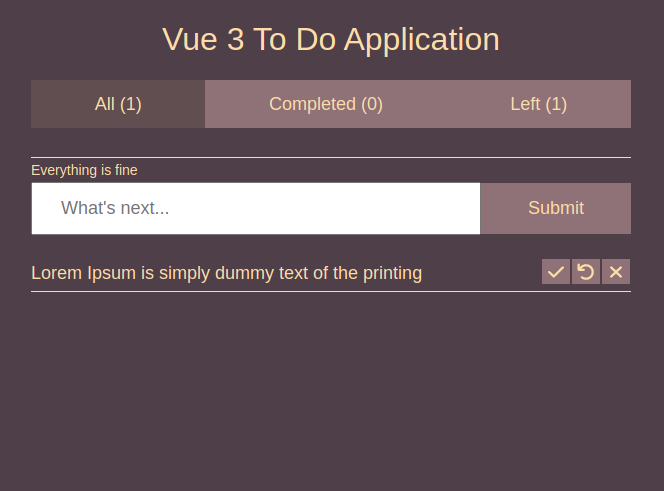 Vue 3 To Do Application
All (1) Completed (0) Left (1)
Everything is fine
What's next... Submit
Lorem Ipsum is simply dummy text of the printing